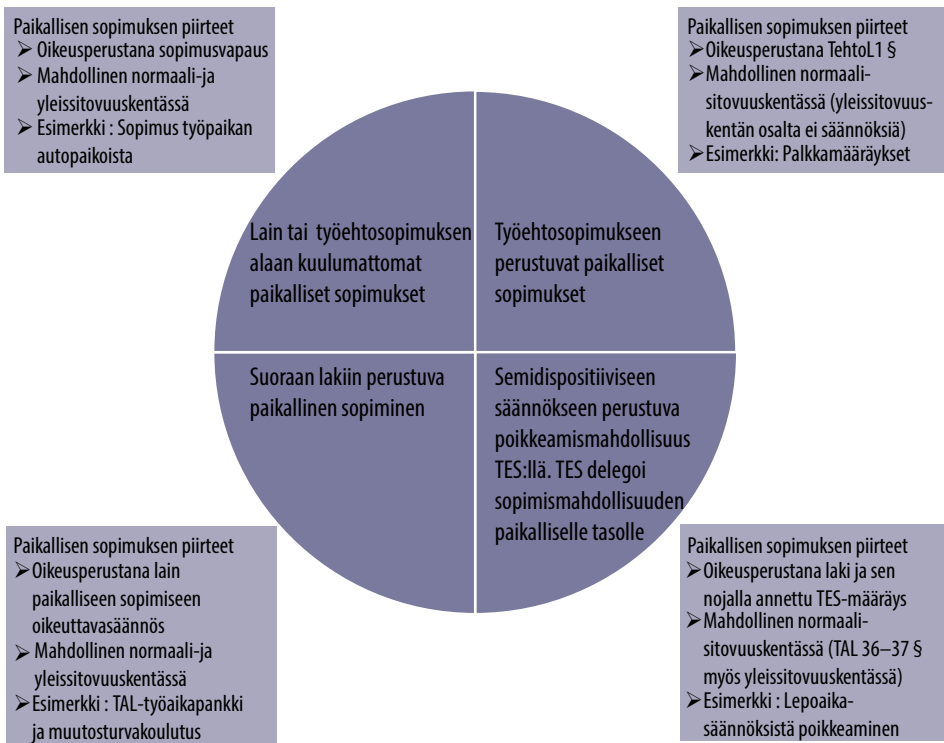 Paikallisen sopimuksen piirteet
➢ Oikeusperustana sopimusvapaus
➢ Mahdollinen normaali-ja
yleissitovuuskentässä
➢ Esimerkki : Sopimus työpaikan
autopaikoista
Paikallisen sopimuksen piirteet
➢ Oikeusperustana TehtoL1 §
➢ Mahdollinen normaali-
sitovuuskentässä (yleissitovuus-
kentän osalta ei säännöksiä)
➢ Esimerkki: Palkkamääräykset
Lain tai työehtosopimuksen
alaan kuulumattomat
paikalliset sopimukset
Työehtosopimukseen
perustuvat paikalliset
sopimukset
Suoraan lakiin perustuva
paikallinen sopiminen
Semidispositiiviseen
säännökseen perustuva
poikkeamismahdollisuus
TES:llä. TES delegoi
sopimismahdollisuuden
paikalliselle tasolle
Paikallisen sopimuksen piirteet
➢ Oikeusperustana lain
paikalliseen sopimiseen
oikeuttavasäännös
➢ Mahdollinen normaali-ja
yleissitovuuskentässä
➢ Esimerkki : TAL-työaikapankki
ja muutosturvakoulutus
Paikallisen sopimuksen piirteet
➢ Oikeusperustana laki ja sen
nojalla annettu TES-määräys
➢ Mahdollinen normaali-
sitovuuskentässä (TAL 36–37 §
myös yleissitovuuskentässä)
➢ Esimerkki : Lepoaika-
säännöksistä poikkeaminen